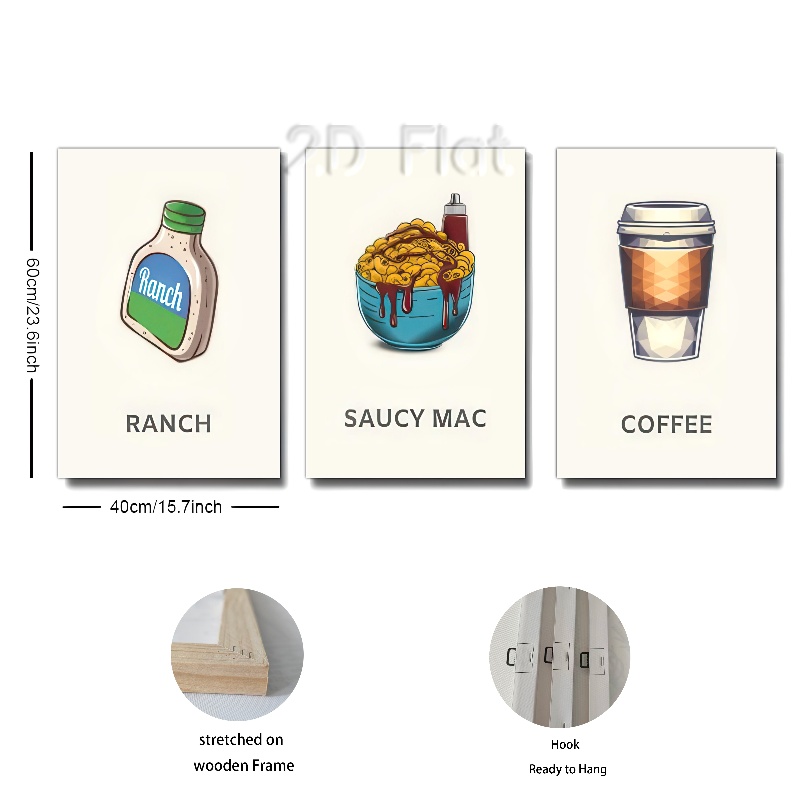 2D Flat
60cm/23.6inch
Ranch
RANCH
SAUCY MAC
COFFEE
40cm/15.7inch
stretched on
wooden Frame
Hook
Ready to Hang